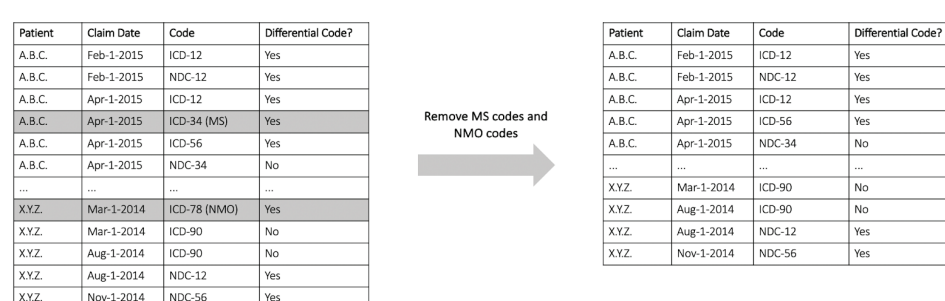 Patient Claim Date Code Differential Code?
A.B.C. Feb-1-2015 ICD-12 Yes
A.B.C. Feb-1-2015 NDC-12 Yes
A.B.C. Apr-1-2015 ICD-12 Yes
A.B.C. Apr-1-2015 ICD-34 (MS) Yes
A.B.C. Apr-1-2015 ICD-56 Yes
A.B.C. Apr-1-2015 NDC-34 No
... ... ... ...
X.Y.Z. Mar-1-2014 ICD-78 (NMO) Yes
X.Y.Z. Mar-1-2014 ICD-90 No
X.Y.Z. Aug-1-2014 ICD-90 No
X.Y.Z. Aug-1-2014 NDC-12 Yes
X.Y.Z. Nov-1-2014 NDC-56 Yes
Remove MS codes and
NMO codes
Patient Claim Date Code Differential Code?
A.B.C. Feb-1-2015 ICD-12 Yes
A.B.C. Feb-1-2015 NDC-12 Yes
A.B.C. Apr-1-2015 ICD-12 Yes
A.B.C. Apr-1-2015 ICD-56 Yes
A.B.C. Apr-1-2015 NDC-34 No
... ... ... ...
X.Y.Z. Mar-1-2014 ICD-90 No
X.Y.Z. Aug-1-2014 ICD-90 No
X.Y.Z. Aug-1-2014 NDC-12 Yes
X.Y.Z. Nov-1-2014 NDC-56 Yes